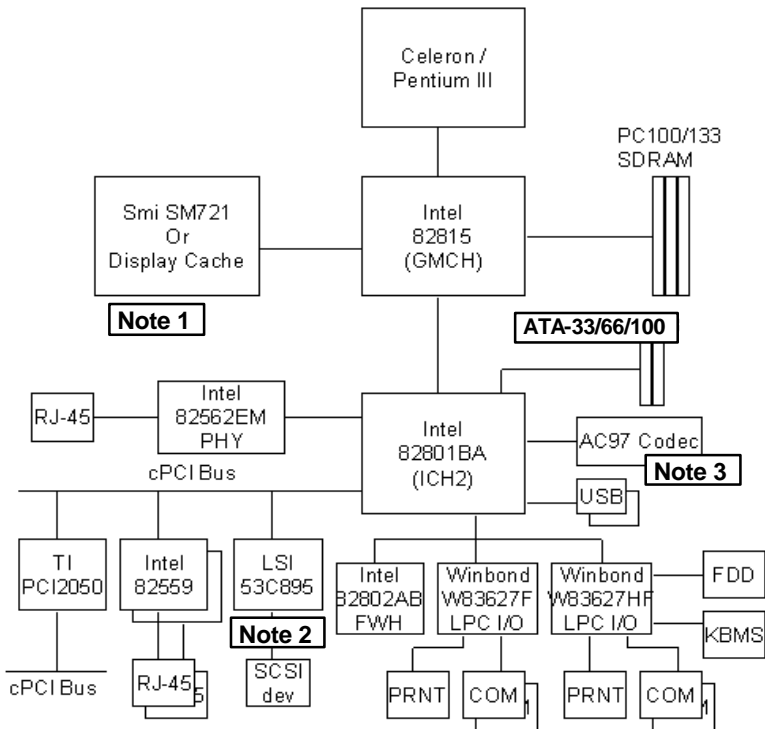 Celeron /
Pentium III
PC100/133
SDRAM
Smi SM721
Or
Display Cache
Intel
82815
(GMCH)
Note 1
ATA-33/66/100
RJ-45
Intel
82562EM
PHY
Intel
82801BA
(ICH2)
AC97 Codec
Note 3
cPCI Bus
USB
TI
PCI2050
Intel
82559
LSI
53C895
Intel
82802AB
FWH
Winbond
W83627F
LPC I/O
Winbond
W83627HF
LPC I/O
FDD
KBMS
Note 2
cPCI Bus
RJ-45
SCSI
dev
PRNT
COM
PRNT
COM